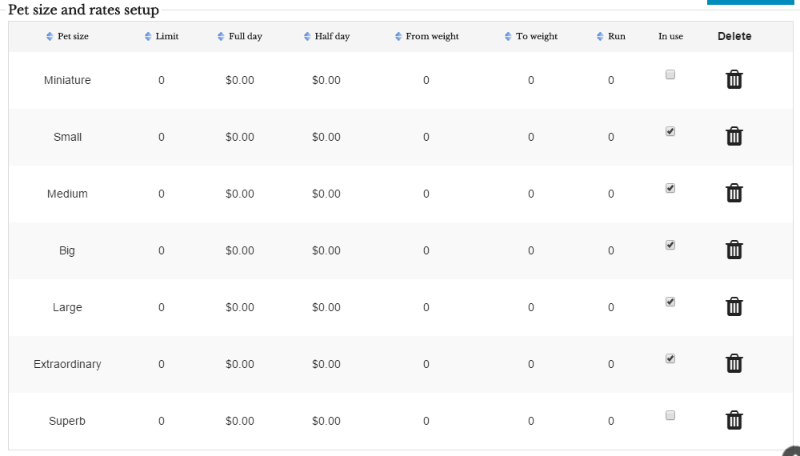 Pet size and rates setup
Pet size Limit Full day Half day From weight To weight Run In use Delete
Miniature 0 $0.00 $0.00 0 0 0
Small 0 $0.00 $0.00 0 0 0
Medium 0 $0.00 $0.00 0 0 0
Big 0 $0.00 $0.00 0 0 0
Large 0 $0.00 $0.00 0 0 0
Extraordinary 0 $0.00 $0.00 0 0 0
Superb 0 $0.00 $0.00 0 0 0